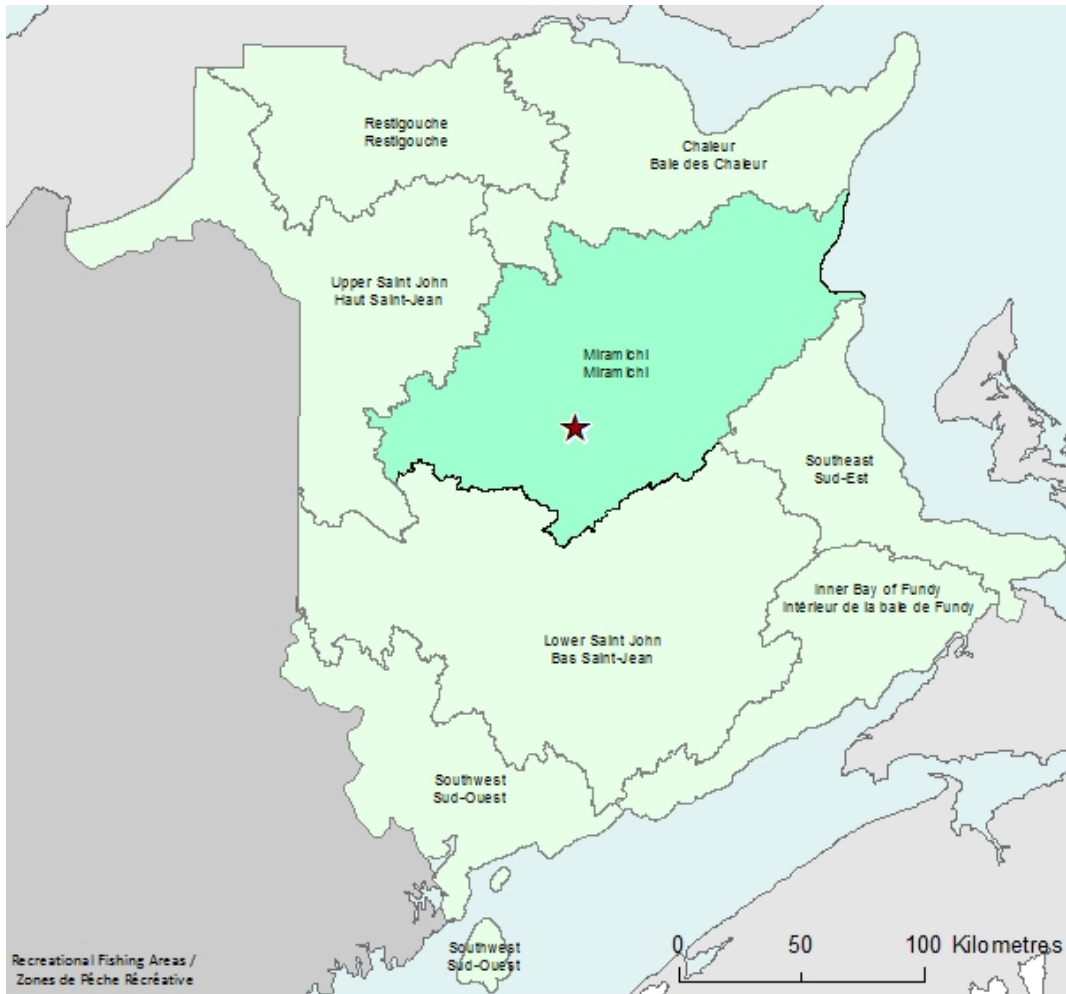 Restigouche
Restigouche
Chaleur
Baie des Chaleur
Upper Saint John
Haut Saint-Jean
Miramichi
Miramichi
Southeast
Sud-Est
Inner Bay of Fundy
Intérieur de la baie de Fundy
Lower Saint John
Bas Saint-Jean
Southwest
Sud-Ouest
Southwest
Sud-Ouest
0 50 100 Kilometres
Recreational Fishing Areas /
Zones de Pêche Récréative